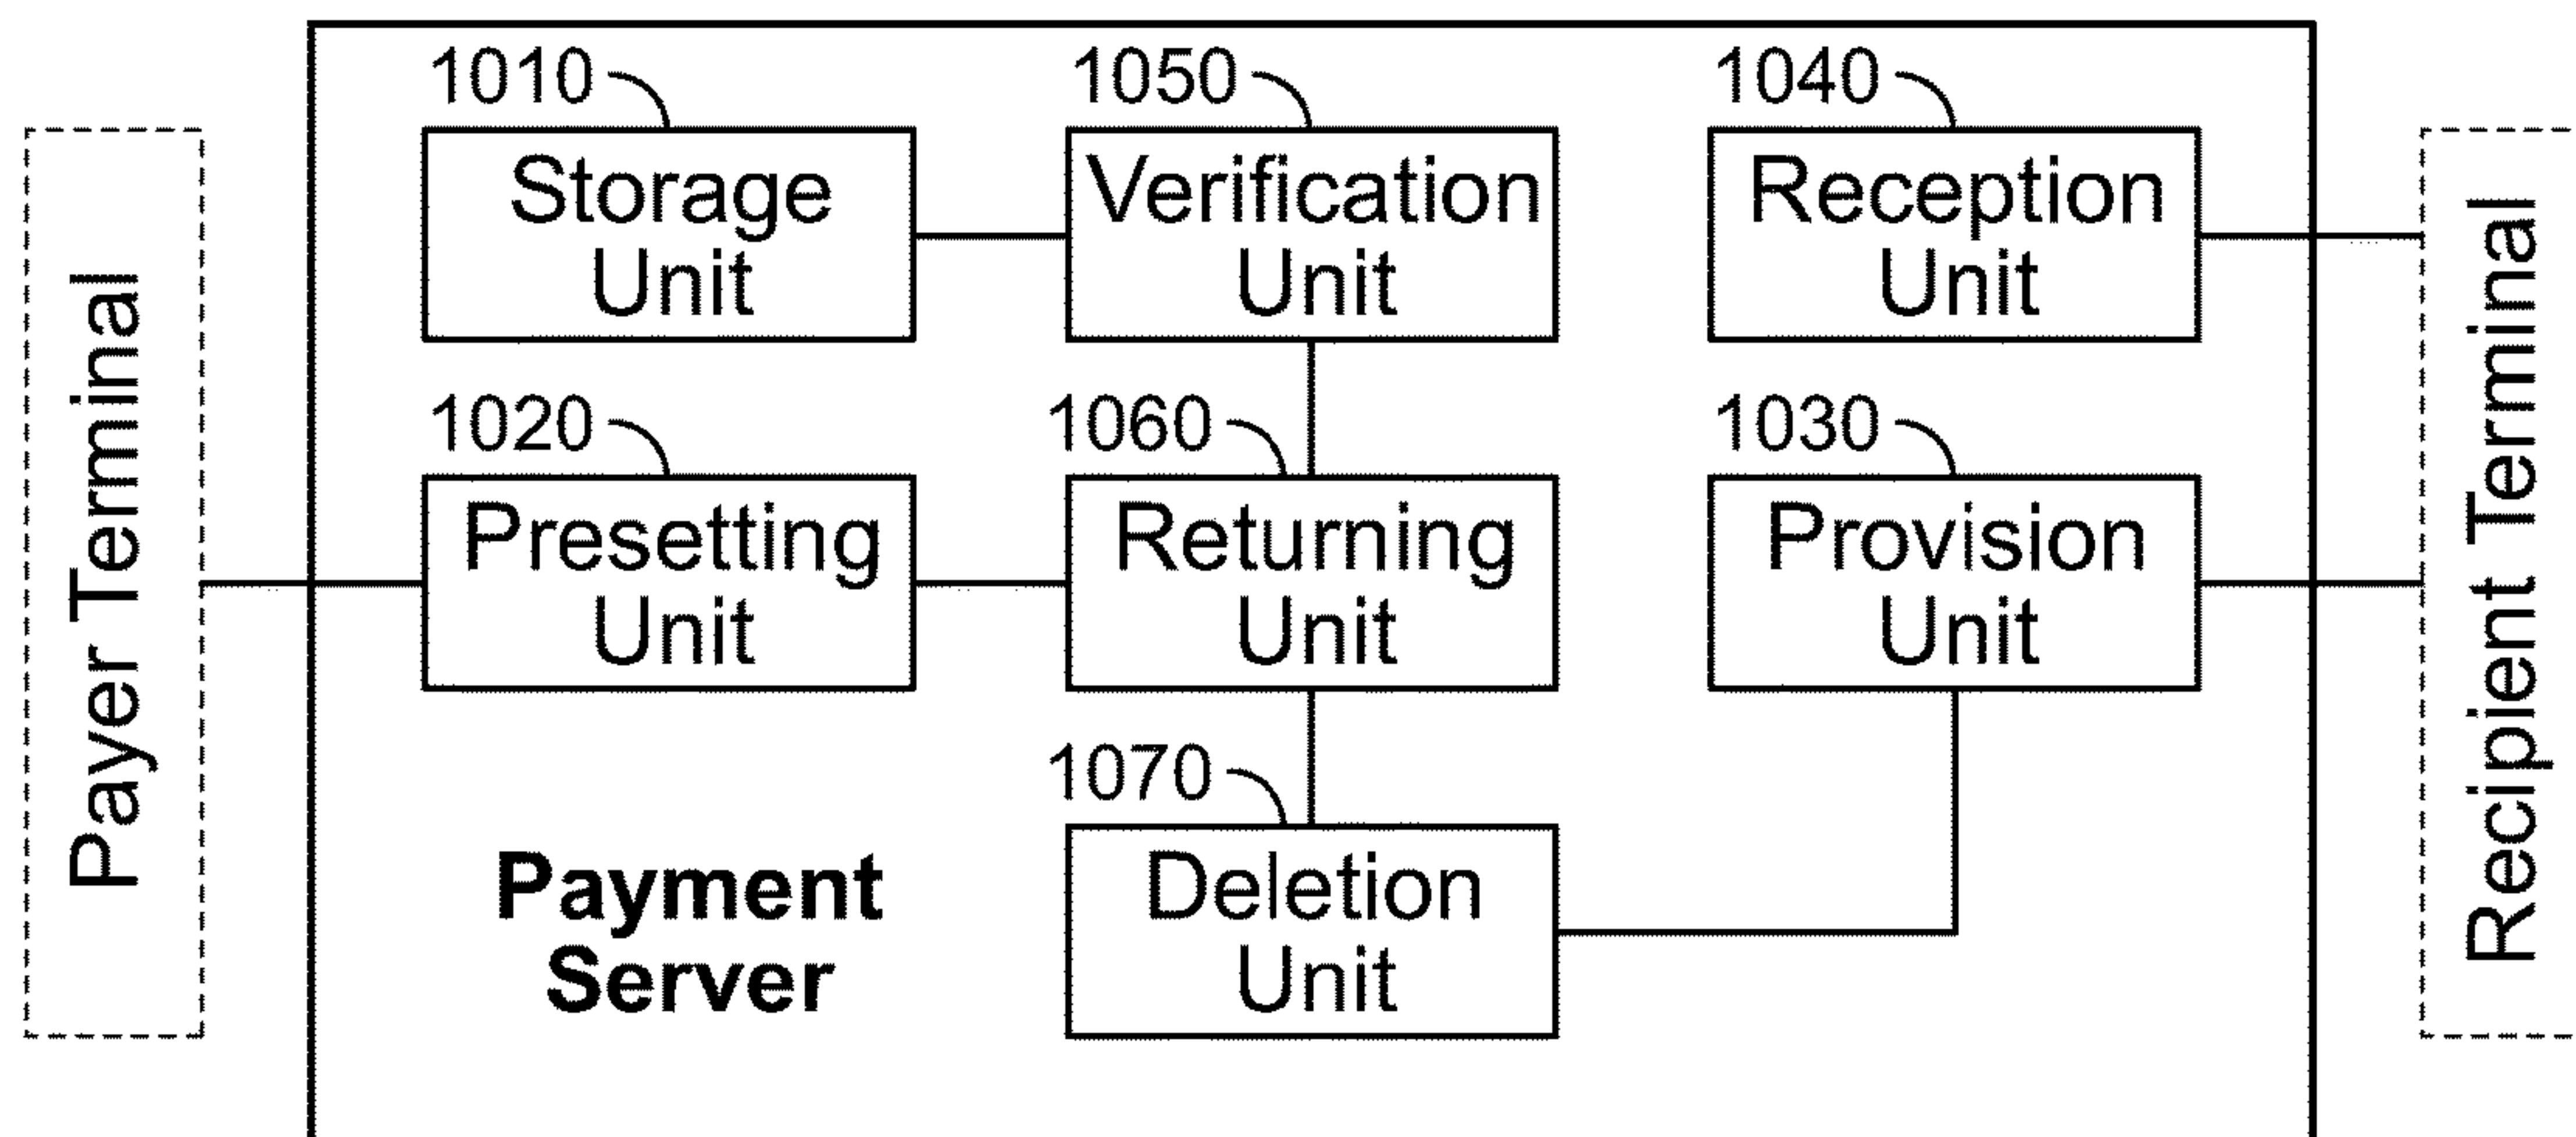 Payer Terminal
1010
Storage
Unit
1050
Verification
Unit
1040
Reception
Unit
1020
Presetting
Unit
1060
Returning
Unit
1030
Provision
Unit
1070
Deletion
Unit
Payment
Server
Recipient Terminal